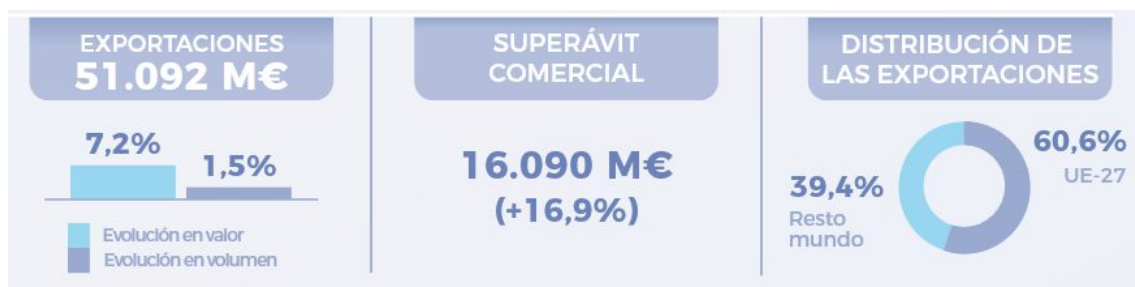 EXPORTACIONES
51.092 M€
7,2%
1,5%
Evolución en valor
Evolución en volumen
SUPERÁVIT
COMERCIAL
16.090 M€
(+16,9%)
DISTRIBUCIÓN DE
LAS EXPORTACIONES
60,6%
UE-27
39,4%
Resto
mundo